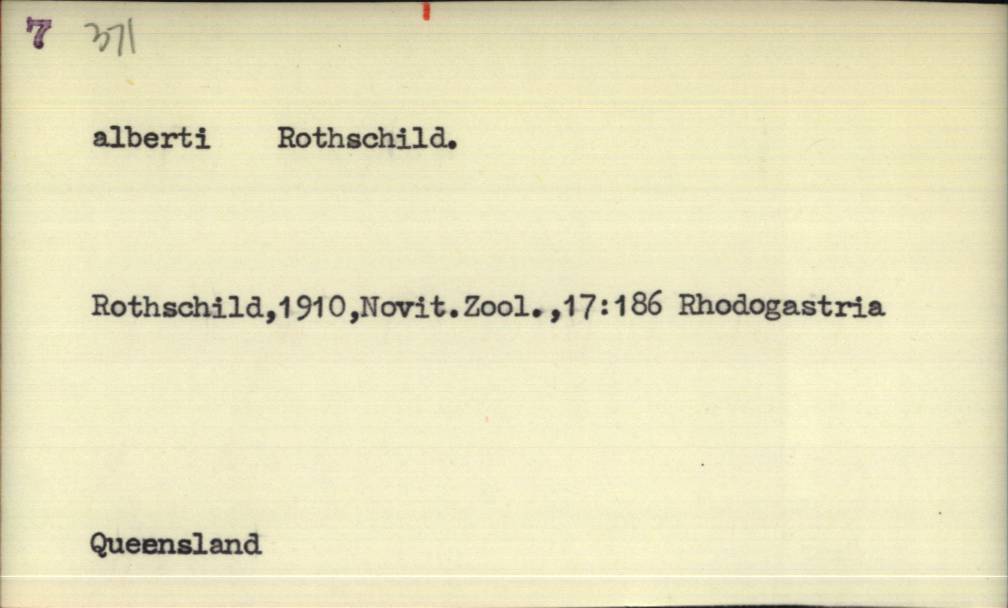 7 371
alberti Rothschild.
Rothschild,1910,Novit.Zool.,17:186 Rhodogastria
Queensland